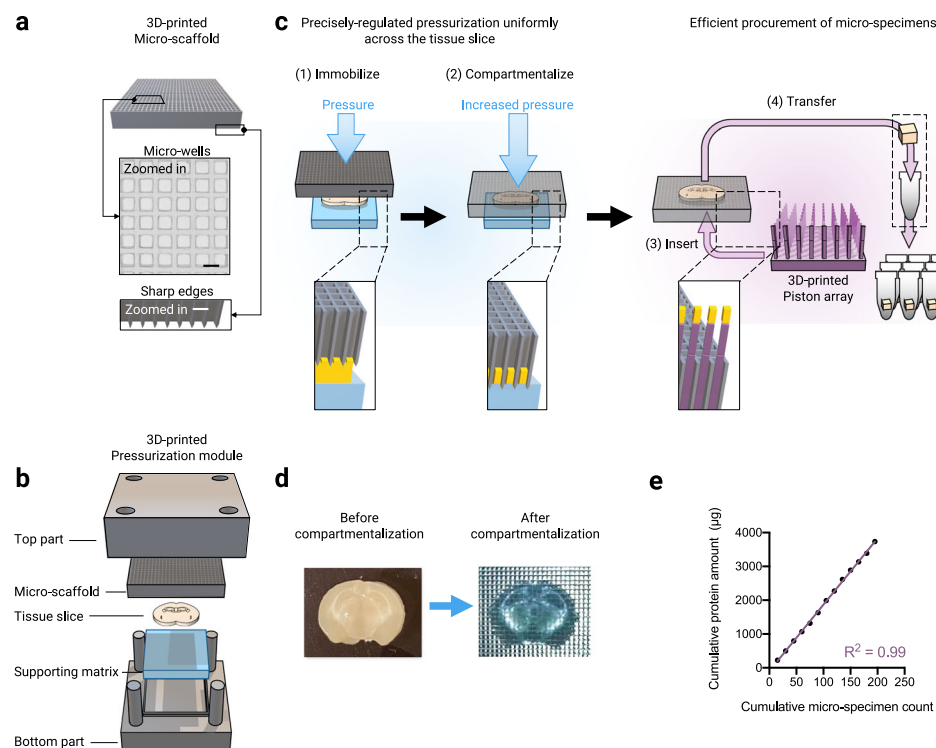 a
3D-printed
Micro-scaffold
Micro-wells
Zoomed in
Sharp edges
Zoomed in
b
3D-printed
Pressurization module
Top part
Micro-scaffold
Tissue slice
Supporting matrix
Bottom part
c
Precisely-regulated pressurization uniformly
across the tissue slice
Efficient procurement of micro-specimens
(1) Immobilize
Pressure
(2) Compartmentalize
Increased pressure
(3) Insert
(4) Transfer
3D-printed
Piston array
d
Before
compartmentalization
After
compartmentalization
e
Cumulative protein amount (µg)
4000
3000
2000
1000
0
R² = 0.99
0 50 100 150 200 250
Cumulative micro-specimen count